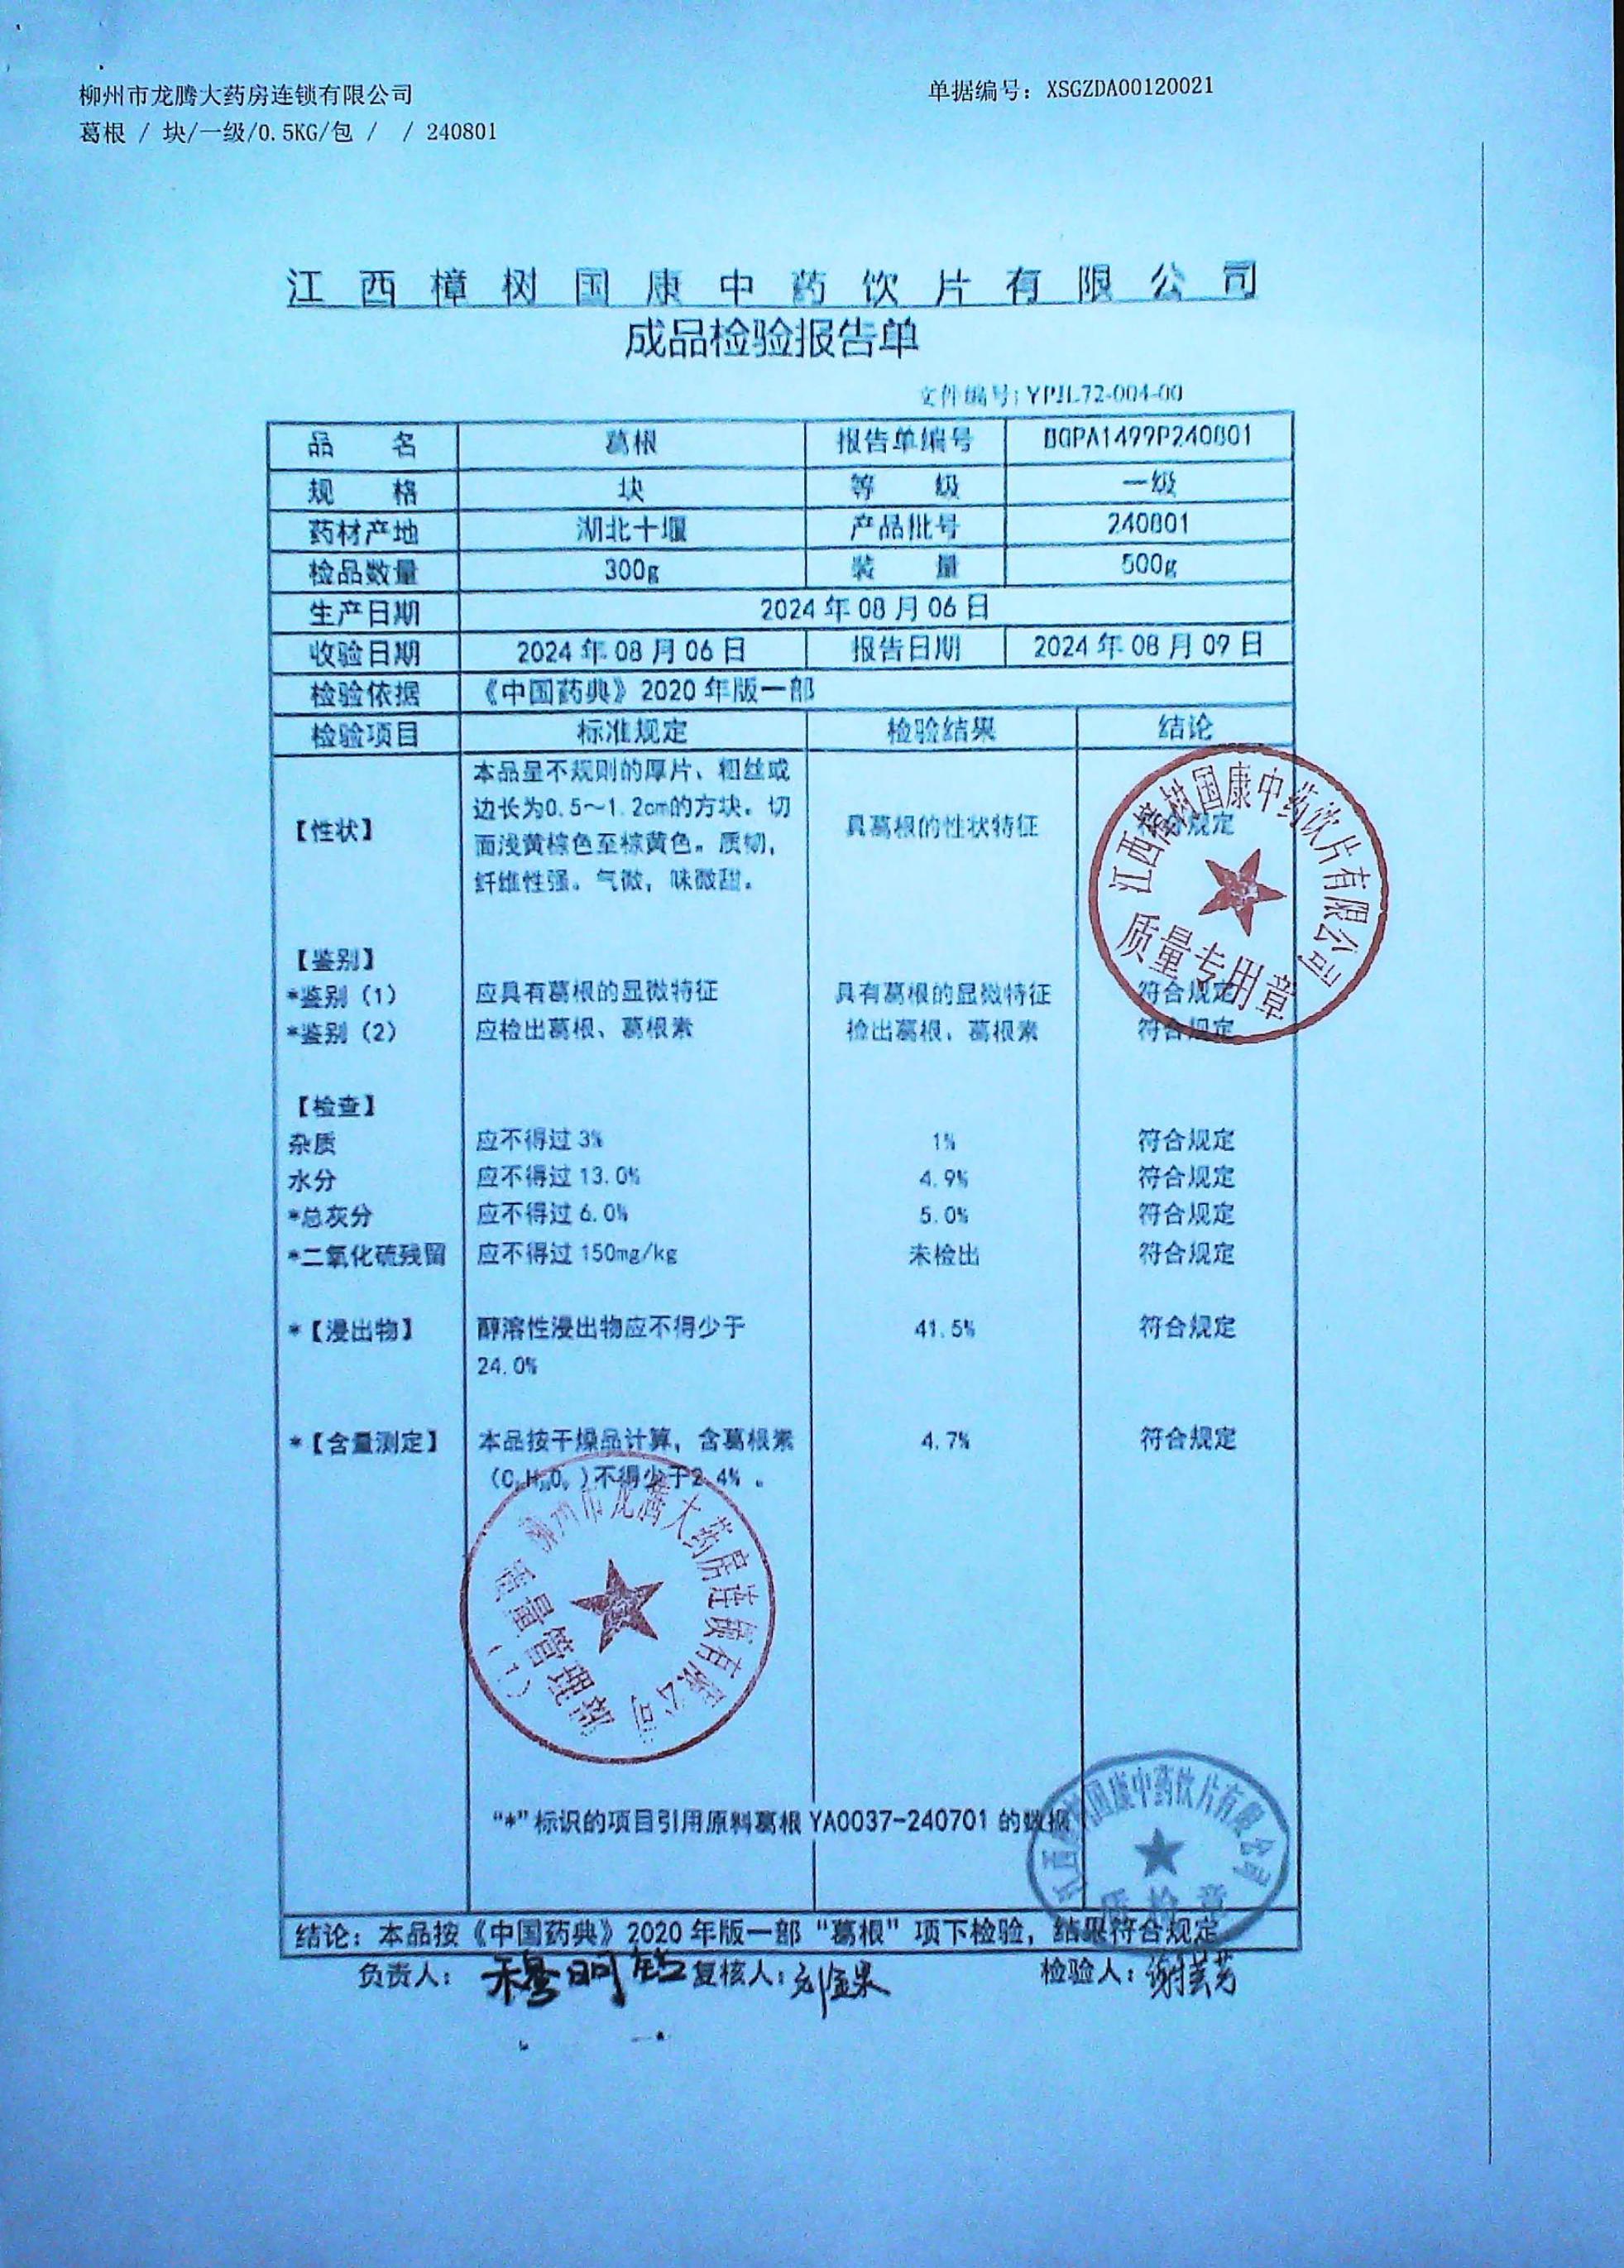 柳州市龙腾大药房连锁有限公司 单据编号：XSGZDA00120021
葛根 / 块/一级/0.5KG/包 / / 240801
江西樟树国康中药饮片有限公司
成品检验报告单
文件编号：YPJL72-004-00
品 名 葛根 报告单编号 BGPA1499P240801
规 格 块 等 级 一级
药材产地 湖北十堰 产品批号 240801
检品数量 300g 装 量 500g
生产日期 2024年08月06日
收验日期 2024年08月06日 报告日期 2024年08月09日
检验依据 《中国药典》2020年版一部
检验项目 标准规定 检验结果 结论
本品呈不规则的厚片、粗丝或
边长为0.5～1.2cm的方块。切
【性状】 具葛根的性状特征 符合规定
面浅黄棕色至棕黄色。质韧，
纤维性强。气微，味微甜。
【鉴别】
*鉴别（1） 应具有葛根的显微特征 具有葛根的显微特征 符合规定
*鉴别（2） 应检出葛根、葛根素 检出葛根、葛根素 符合规定
【检查】
杂质 应不得过3% 1% 符合规定
水分 应不得过13.0% 4.9% 符合规定
*总灰分 应不得过6.0% 5.0% 符合规定
*二氧化硫残留 应不得过150mg/kg 未检出 符合规定
*【浸出物】 醇溶性浸出物应不得少于 41.5% 符合规定
24.0%
*【含量测定】 本品按干燥品计算，含葛根素 4.7% 符合规定
不得少于2.4%。
江西樟树国康中药饮片有限公司
质量专用章
柳州市龙腾大药房连锁有限公司
质量管理部
（1）
“*”标识的项目引用原料葛根YA0037-240701的数据
江西樟树国康中药饮片有限公司
质检章
结论：本品按《中国药典》2020年版一部“葛根”项下检验，结果符合规定
负责人： 复核人： 检验人：